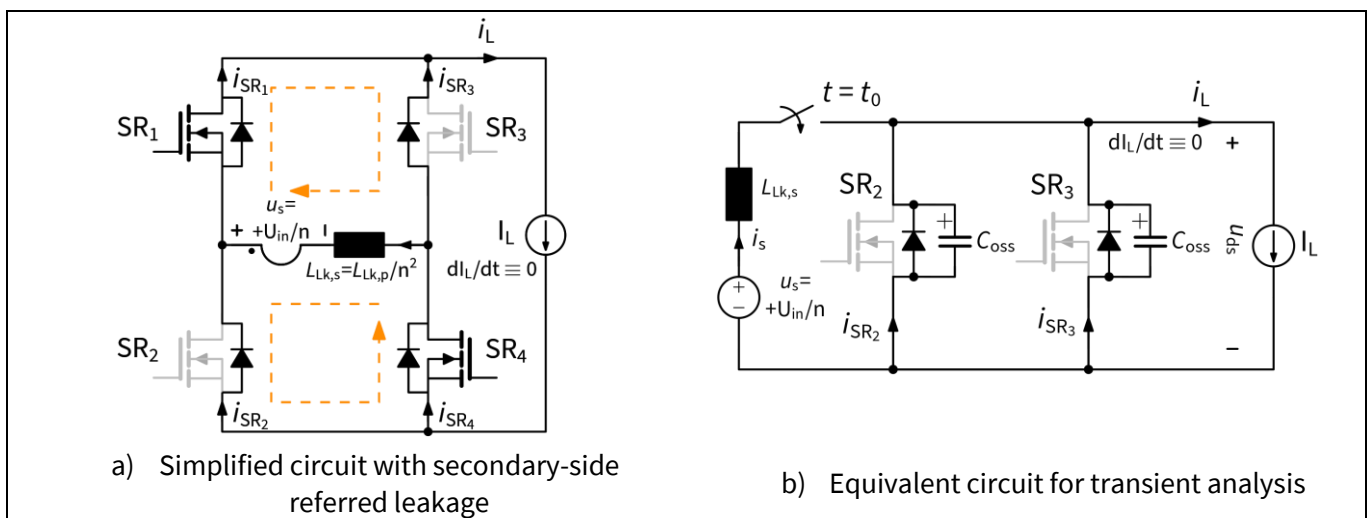 i_L
i_SR1
i_SR3
SR1
SR3
u_s=
+ +U_in/n I
L_Lk,s=L_Lk,p/n²
I_L
dI_L/dt ≡ 0
SR2
SR4
i_SR2
i_SR4
a) Simplified circuit with secondary-side
referred leakage
t = t_0
i_L
dI_L/dt ≡ 0
+
L_Lk,s
SR2
SR3
+
+
i_s
C_oss
C_oss
u_ds
I_L
u_s=
+U_in/n
+
−
i_SR2
i_SR3
−
b) Equivalent circuit for transient analysis